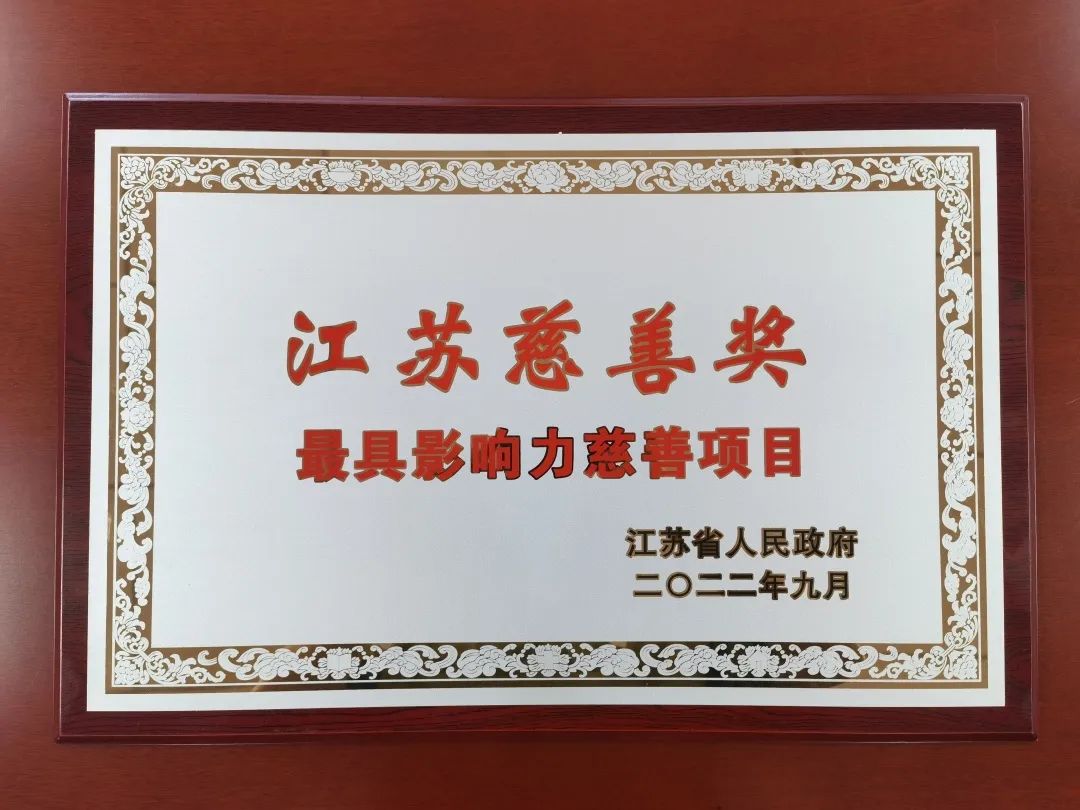 江苏慈善奖
最具影响力慈善项目
江苏省人民政府
二〇二二年九月